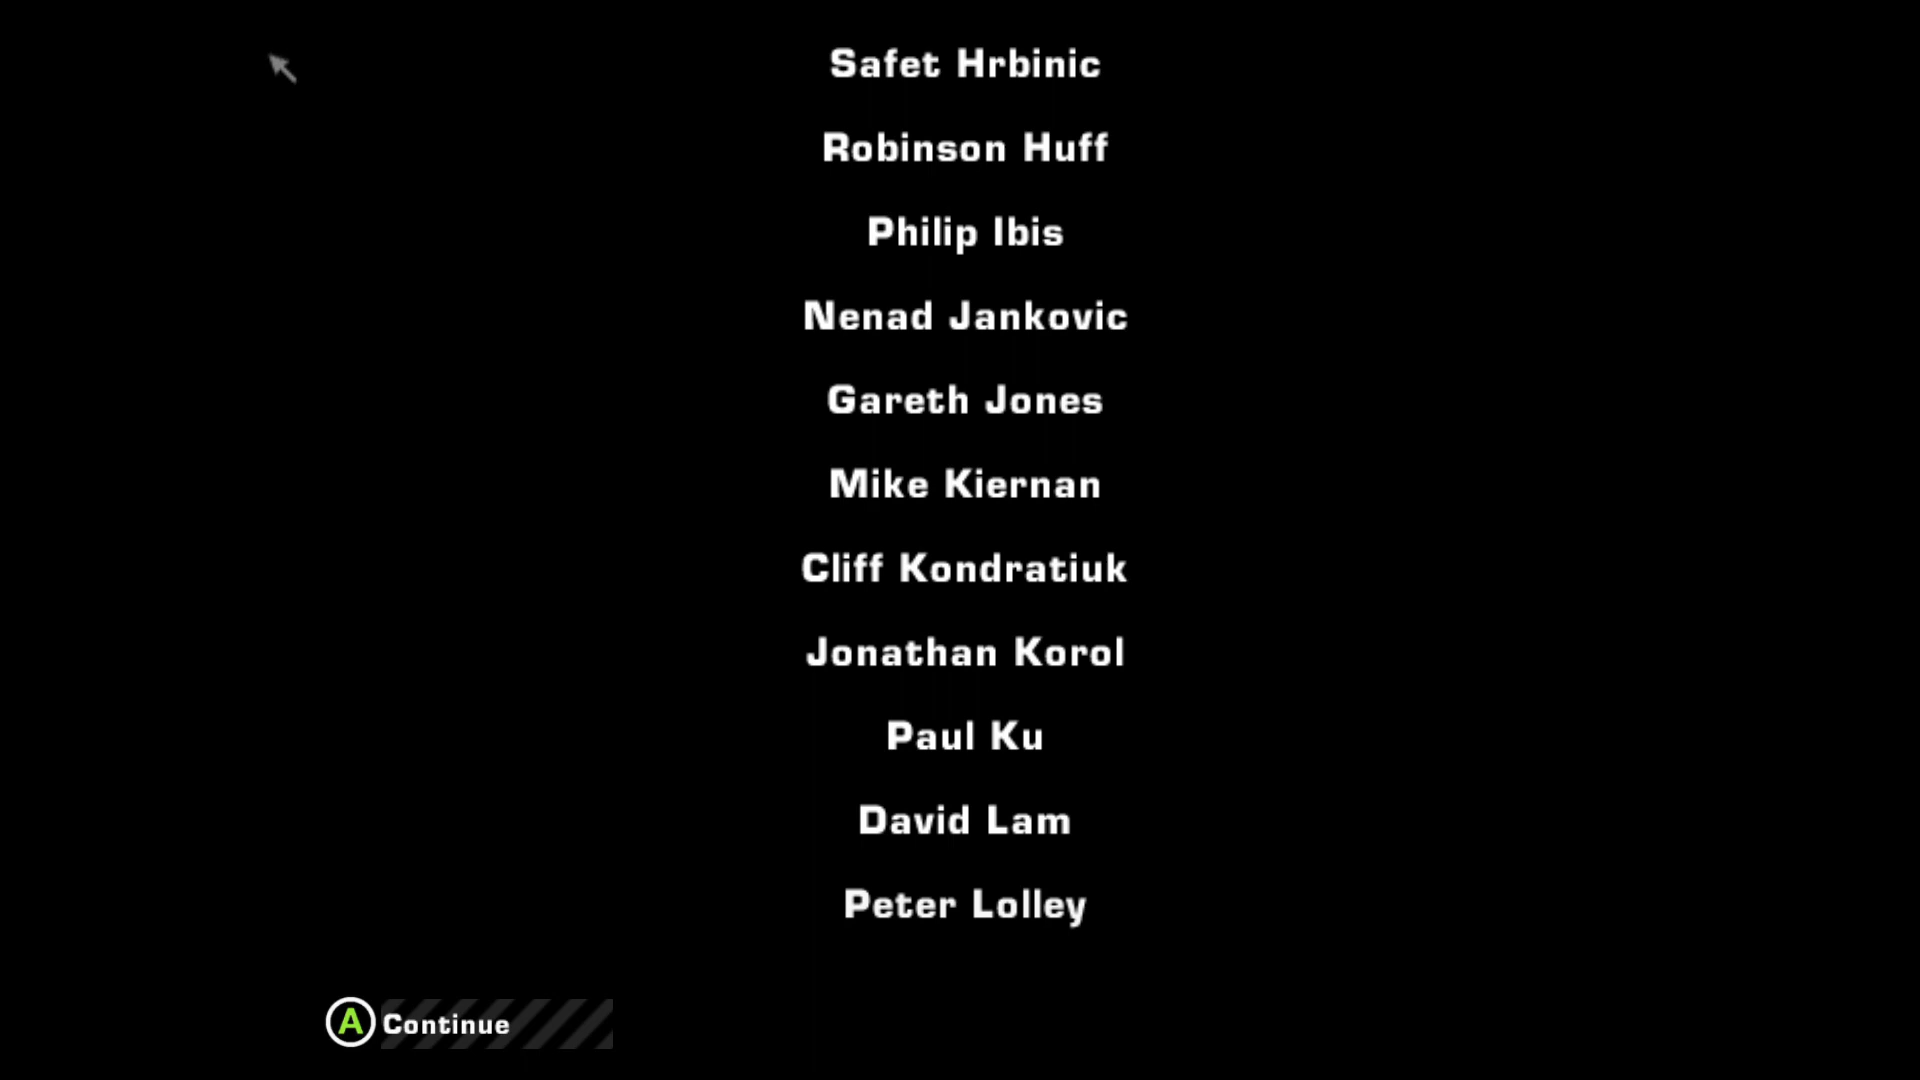 Safet Hrbinic
Robinson Huff
Philip Ibis
Nenad Jankovic
Gareth Jones
Mike Kiernan
Cliff Kondratiuk
Jonathan Korol
Paul Ku
David Lam
Peter Lolley
A Continue